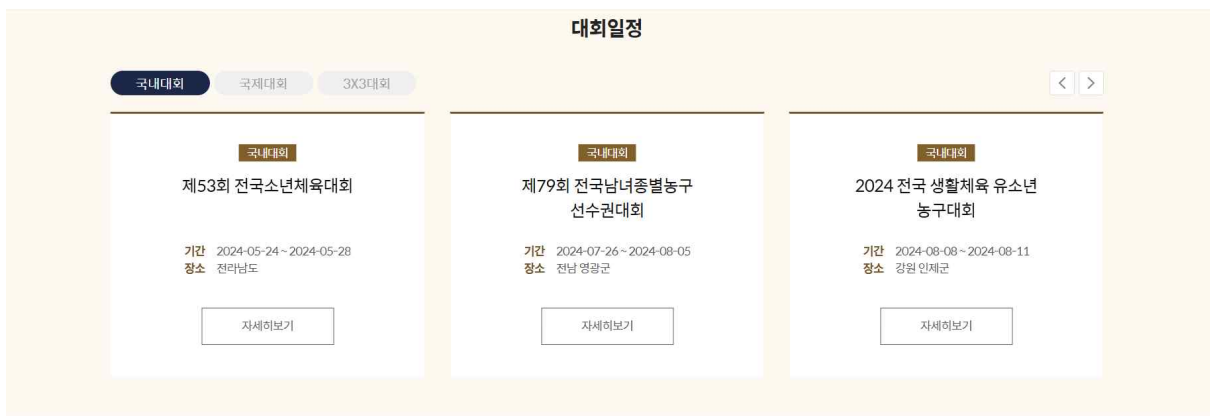 대회일정
국내대회
국제대회
3X3대회
국내대회
제53회 전국소년체육대회
기간 2024-05-24 ~ 2024-05-28
장소 전라남도
자세히보기
국내대회
제79회 전국남녀종별농구
선수권대회
기간 2024-07-26 ~ 2024-08-05
장소 전남 영광군
자세히보기
국내대회
2024 전국 생활체육 유소년
농구대회
기간 2024-08-08 ~ 2024-08-11
장소 강원 인제군
자세히보기